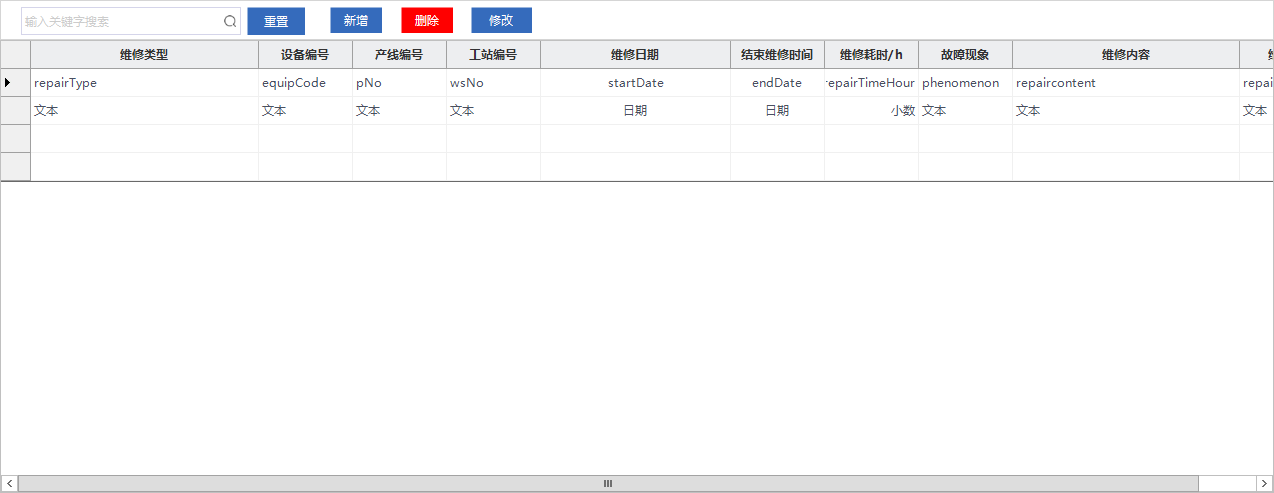 输入关键字搜索 重置 新增 删除 修改
维修类型 设备编号 产线编号 工站编号 维修日期 结束维修时间 维修耗时/h 故障现象 维修内容
repairType equipCode pNo wsNo startDate endDate repairTimeHour phenomenon repaircontent repai
文本 文本 文本 文本 日期 日期 小数 文本 文本 文本